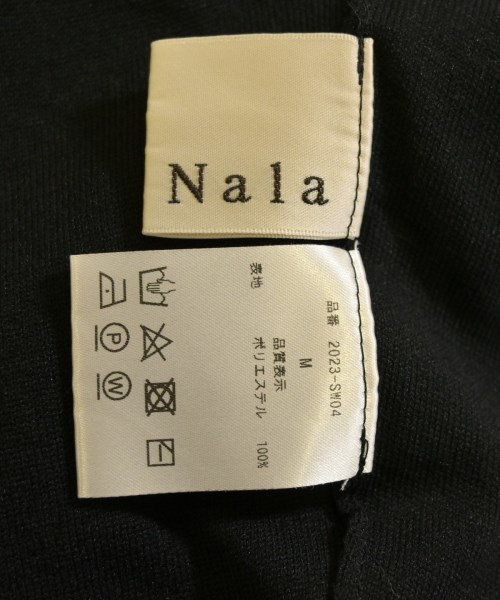 Nala
品番 2023-SW04
M
品質表示
表地 ポリエステル 100%
P
W